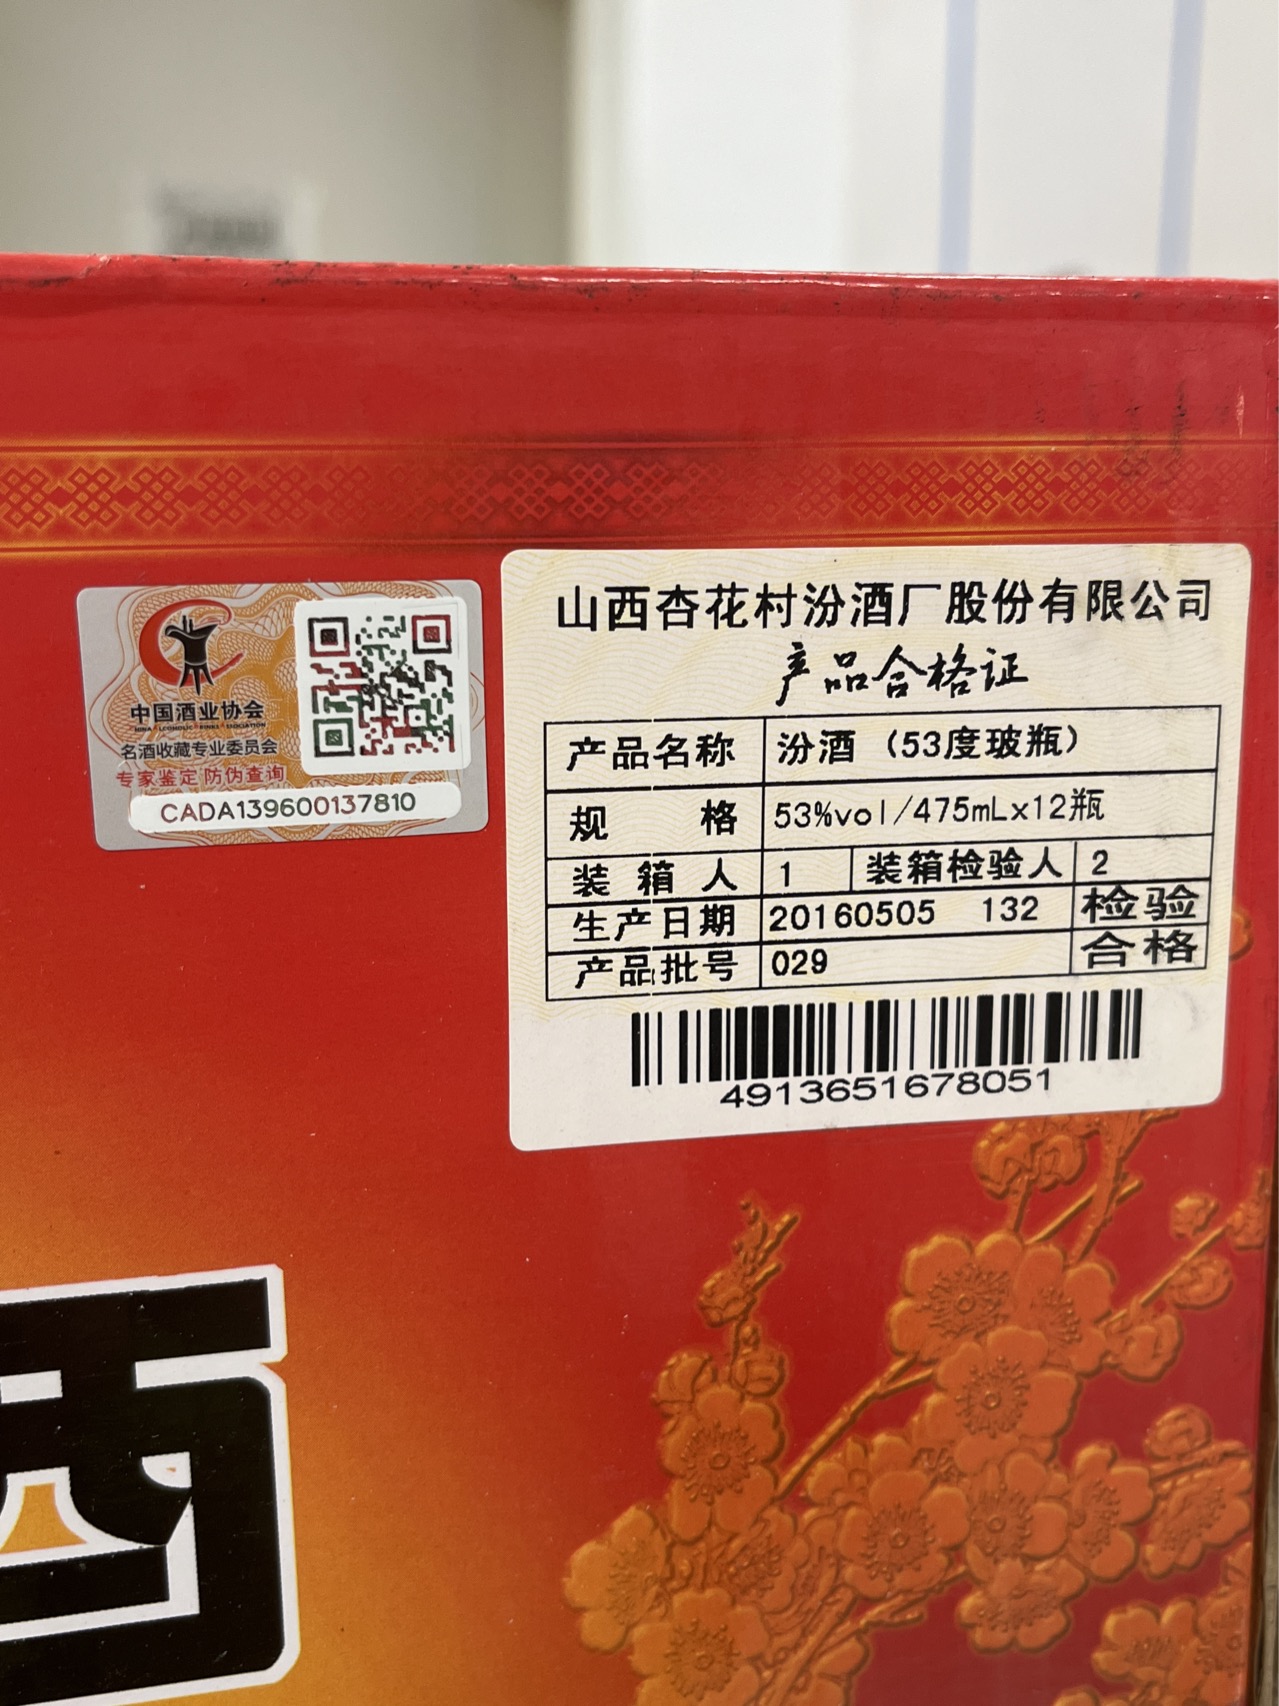 中国酒业协会
名酒收藏专业委员会
专家鉴定 防伪查询
CADA139600137810
山西杏花村汾酒厂股份有限公司
产品合格证
产品名称 汾酒（53度玻瓶）
规 格 53%vol/475mLx12瓶
装 箱 人 1 装箱检验人 2
生产日期 20160505 132 检验
产品批号 029 合格
4913651678051